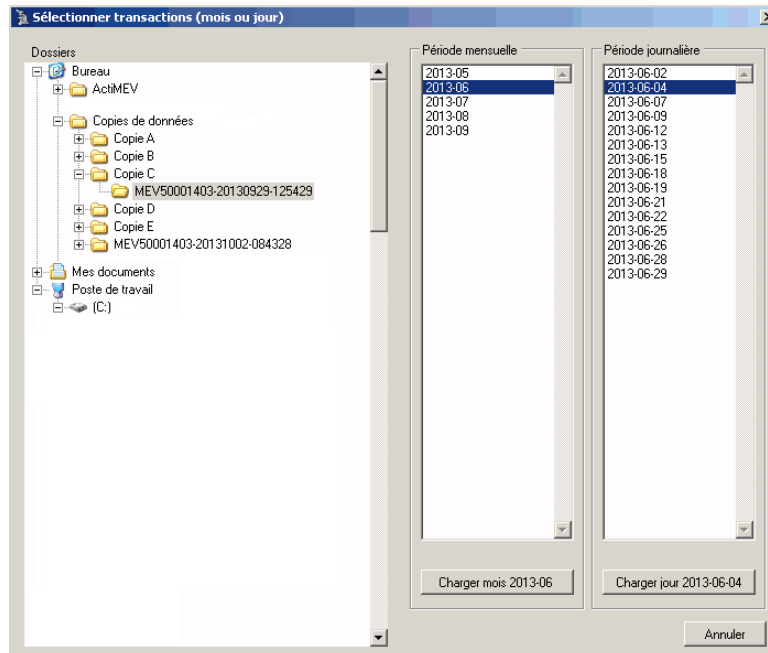 Sélectionner transactions (mois ou jour)
Dossiers
Bureau
ActiMEV
Copies de données
Copie A
Copie B
Copie C
MEV50001403-20130929-125429
Copie D
Copie E
MEV50001403-20131002-084328
Mes documents
Poste de travail
(C:)
Période mensuelle
2013-05
2013-06
2013-07
2013-08
2013-09
Charger mois 2013-06
Période journalière
2013-06-02
2013-06-04
2013-06-07
2013-06-09
2013-06-12
2013-06-13
2013-06-15
2013-06-18
2013-06-19
2013-06-21
2013-06-22
2013-06-25
2013-06-26
2013-06-28
2013-06-29
Charger jour 2013-06-04
Annuler